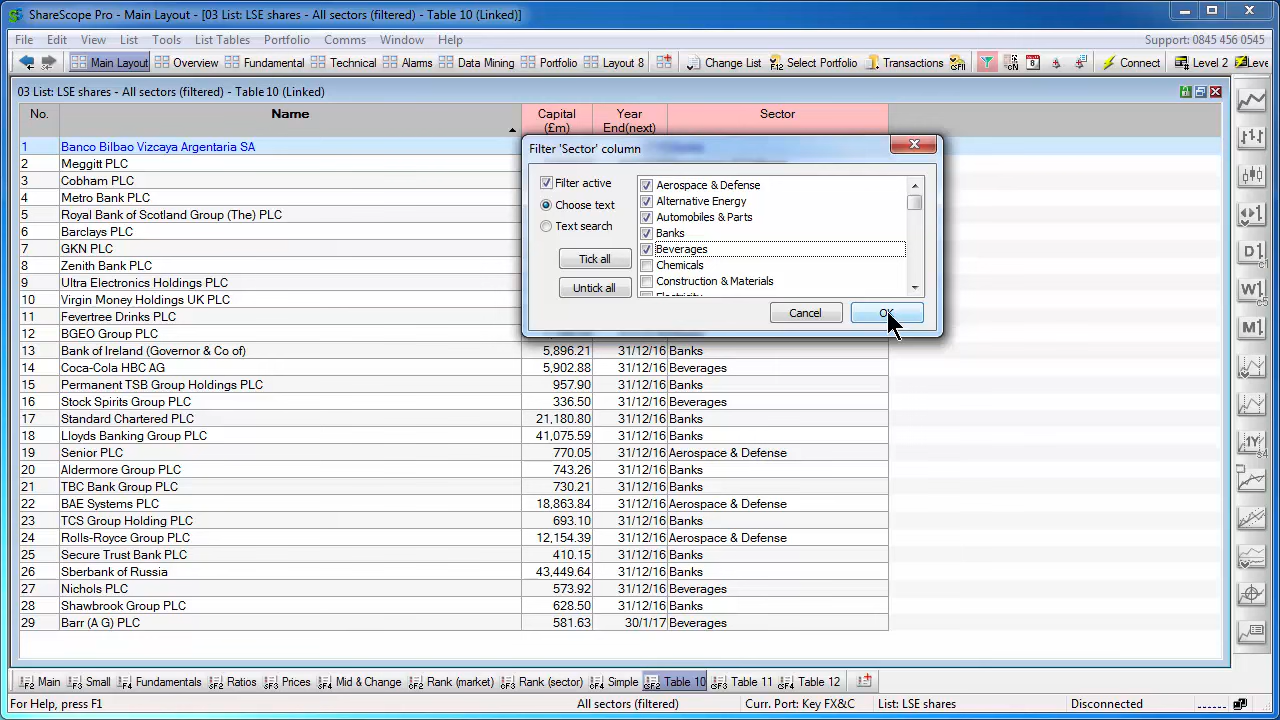 ShareScope Pro - Main Layout - [03 List: LSE shares - All sectors (filtered) - Table 10 (Linked)]
File Edit View List Tools List Tables Portfolio Comms Window Help Support: 0845 456 0545
Main Layout Overview Fundamental Technical Alarms Data Mining Portfolio Layout 8 Change List Select Portfolio Transactions Connect Level 2
03 List: LSE shares - All sectors (filtered) - Table 10 (Linked)
No. Name Capital (£m) Year End(next) Sector
Filter 'Sector' column
Filter active
Choose text
Text search
Tick all
Untick all
Aerospace & Defense
Alternative Energy
Automobiles & Parts
Banks
Beverages
Chemicals
Construction & Materials
Electricity
Cancel OK
1 Banco Bilbao Vizcaya Argentaria SA
2 Meggitt PLC
3 Cobham PLC
4 Metro Bank PLC
5 Royal Bank of Scotland Group (The) PLC
6 Barclays PLC
7 GKN PLC
8 Zenith Bank PLC
9 Ultra Electronics Holdings PLC
10 Virgin Money Holdings UK PLC
11 Fevertree Drinks PLC
12 BGEO Group PLC
13 Bank of Ireland (Governor & Co of) 5,896.21 31/12/16 Banks
14 Coca-Cola HBC AG 5,902.88 31/12/16 Beverages
15 Permanent TSB Group Holdings PLC 957.90 31/12/16 Banks
16 Stock Spirits Group PLC 336.50 31/12/16 Beverages
17 Standard Chartered PLC 21,180.80 31/12/16 Banks
18 Lloyds Banking Group PLC 41,075.59 31/12/16 Banks
19 Senior PLC 770.05 31/12/16 Aerospace & Defense
20 Aldermore Group PLC 743.26 31/12/16 Banks
21 TBC Bank Group PLC 730.21 31/12/16 Banks
22 BAE Systems PLC 18,863.84 31/12/16 Aerospace & Defense
23 TCS Group Holding PLC 693.10 31/12/16 Banks
24 Rolls-Royce Group PLC 12,154.39 31/12/16 Aerospace & Defense
25 Secure Trust Bank PLC 410.15 31/12/16 Banks
26 Sberbank of Russia 43,449.64 31/12/16 Banks
27 Nichols PLC 573.92 31/12/16 Beverages
28 Shawbrook Group PLC 628.50 31/12/16 Banks
29 Barr (A G) PLC 581.63 30/1/17 Beverages
F2 Main F3 Small F4 Fundamentals GF2 Ratios GF3 Prices GF4 Mid & Change F2 Rank (market) F3 Rank (sector) F4 Simple GF2 Table 10 GF3 Table 11 GF4 Table 12
For Help, press F1 All sectors (filtered) Curr. Port: Key FX&C List: LSE shares Disconnected